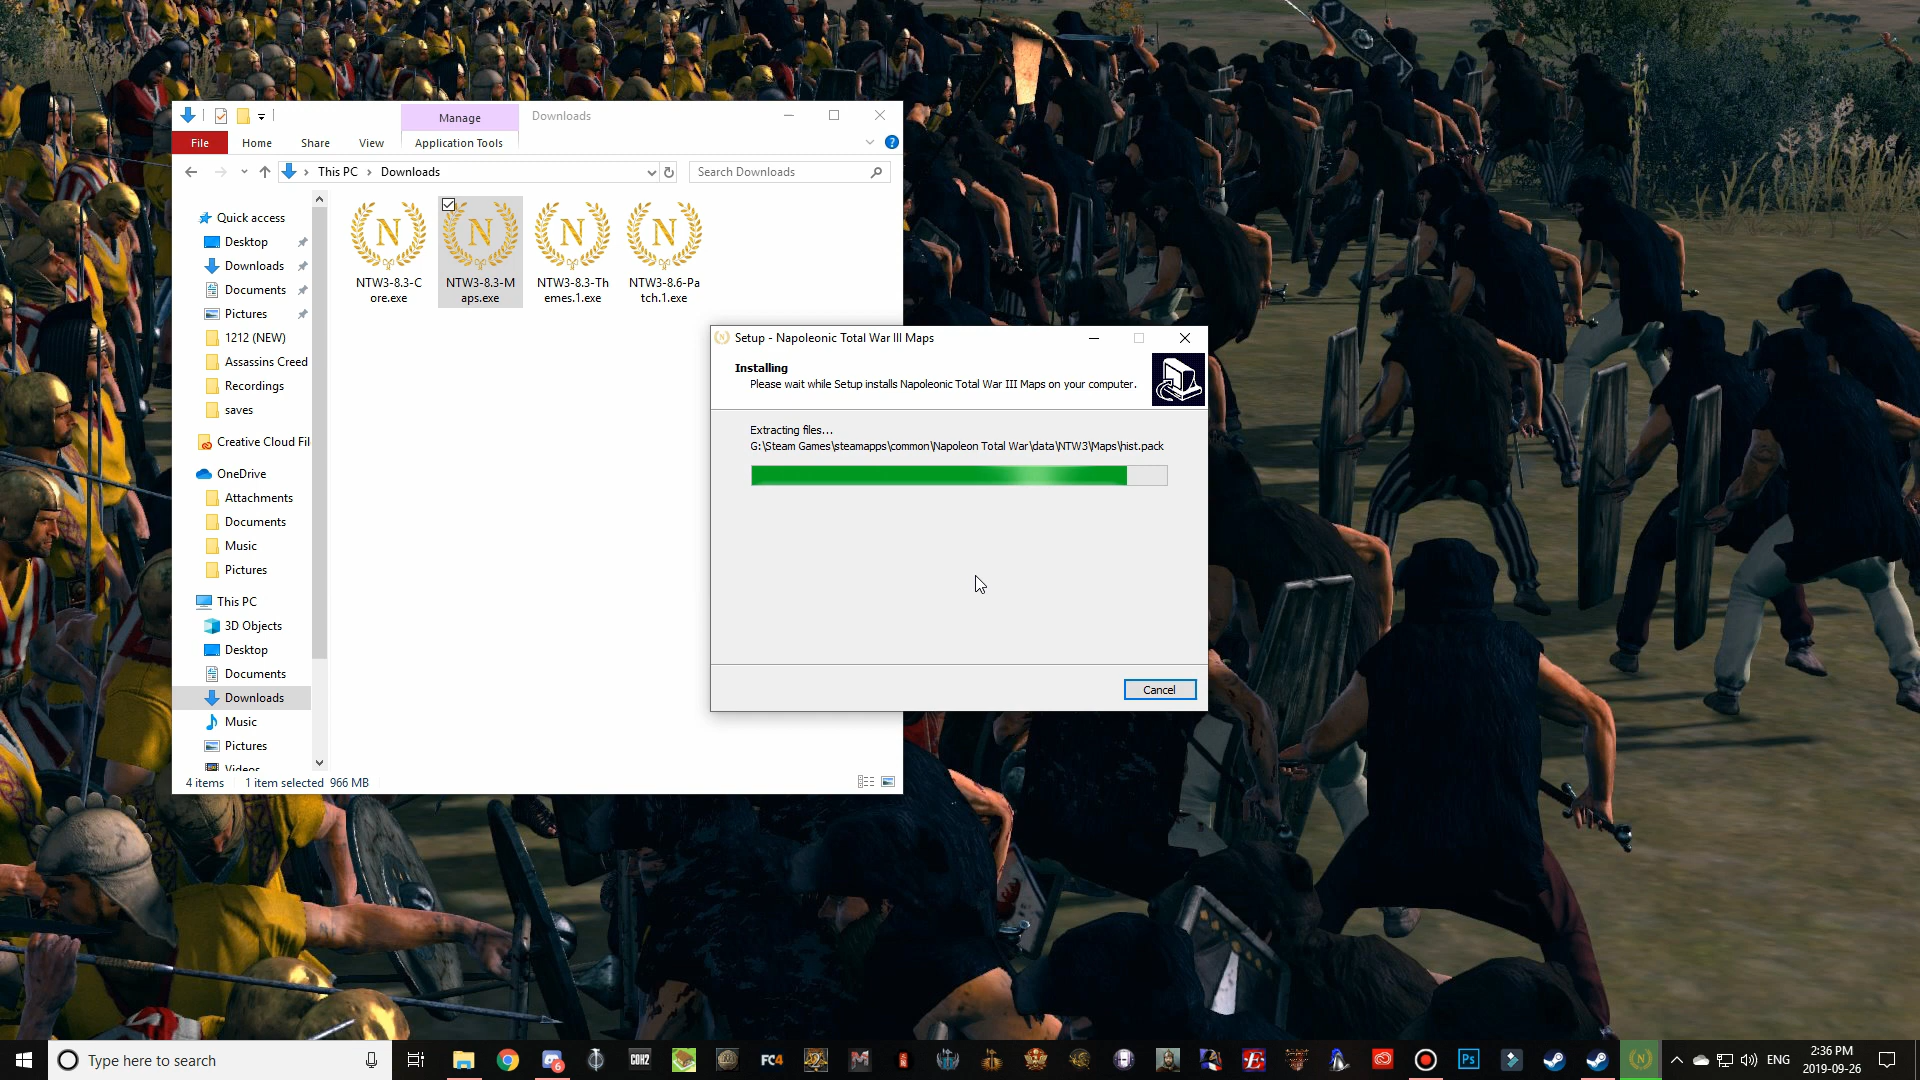 Manage
Downloads
File
Home
Share
View
Application Tools
This PC
Downloads
Search Downloads
Quick access
Desktop
Downloads
Documents
Pictures
1212 (NEW)
Assassins Creed
Recordings
saves
Creative Cloud Fil
OneDrive
Attachments
Documents
Music
Pictures
This PC
3D Objects
Desktop
Documents
Downloads
Music
Pictures
Videos
N
NTW3-8.3-C
ore.exe
N
NTW3-8.3-M
aps.exe
N
NTW3-8.3-Th
emes.1.exe
N
NTW3-8.6-Pa
tch.1.exe
4 items
1 item selected 966 MB
Setup - Napoleonic Total War III Maps
Installing
Please wait while Setup installs Napoleonic Total War III Maps on your computer.
Extracting files...
G:\Steam Games\steamapps\common\Napoleon Total War\data\NTW3\Maps\hist.pack
Cancel
Type here to search
6
COH2
FC4
E
Ps
N
ENG
2:36 PM
2019-09-26